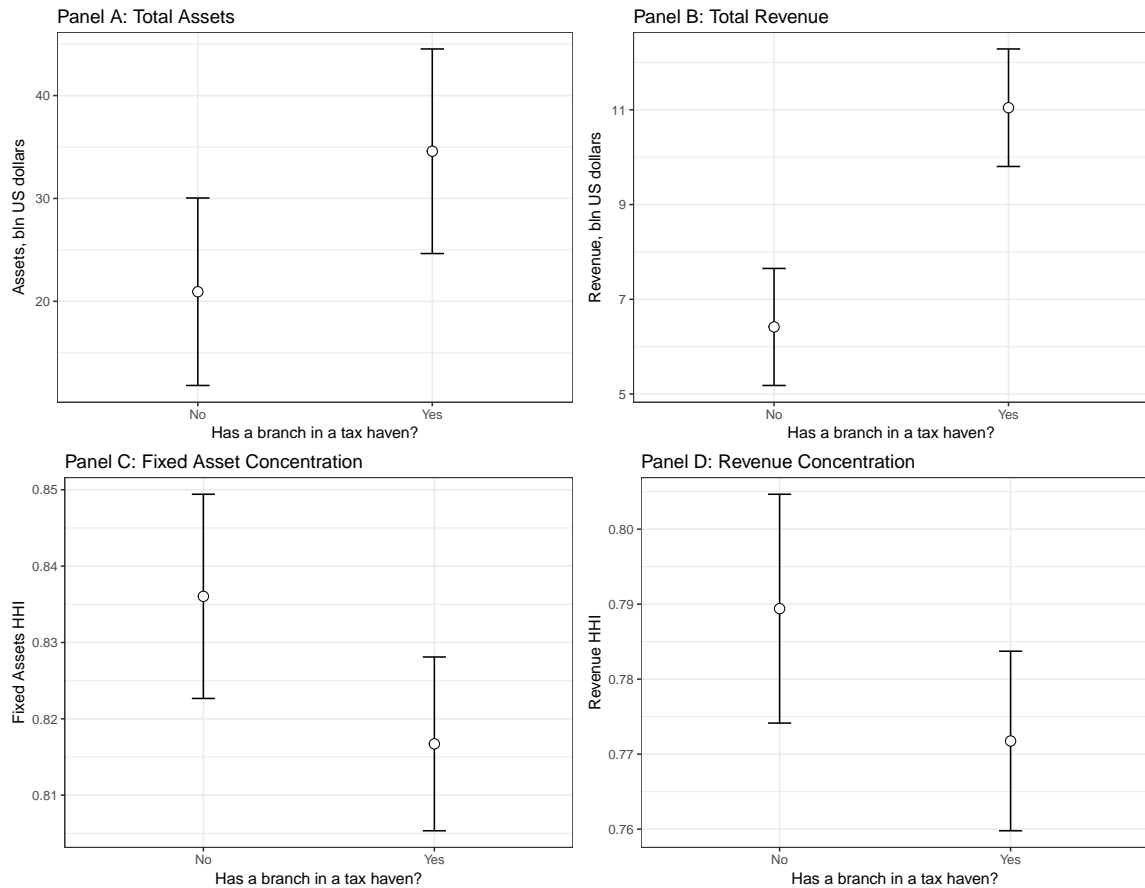 Panel A: Total Assets
Assets, bln US dollars
40
30
20
No
Yes
Has a branch in a tax haven?
Panel B: Total Revenue
Revenue, bln US dollars
11
9
7
5
No
Yes
Has a branch in a tax haven?
Panel C: Fixed Asset Concentration
Fixed Assets HHI
0.85
0.84
0.83
0.82
0.81
No
Yes
Has a branch in a tax haven?
Panel D: Revenue Concentration
Revenue HHI
0.80
0.79
0.78
0.77
0.76
No
Yes
Has a branch in a tax haven?